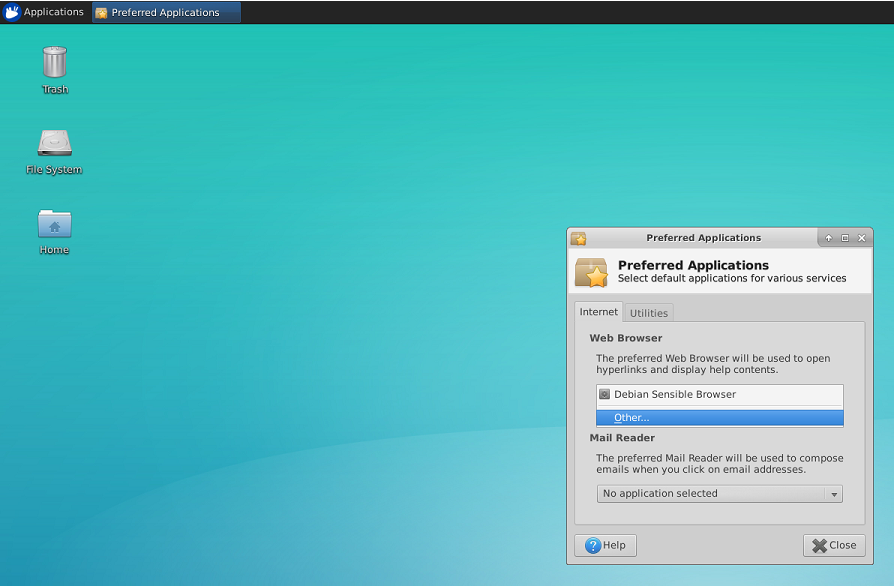 Applications
Preferred Applications
Trash
File System
Home
Preferred Applications
Preferred Applications
Select default applications for various services
Internet
Utilities
Web Browser
The preferred Web Browser will be used to open
hyperlinks and display help contents.
Debian Sensible Browser
Other...
Mail Reader
The preferred Mail Reader will be used to compose
emails when you click on email addresses.
No application selected
Help
Close